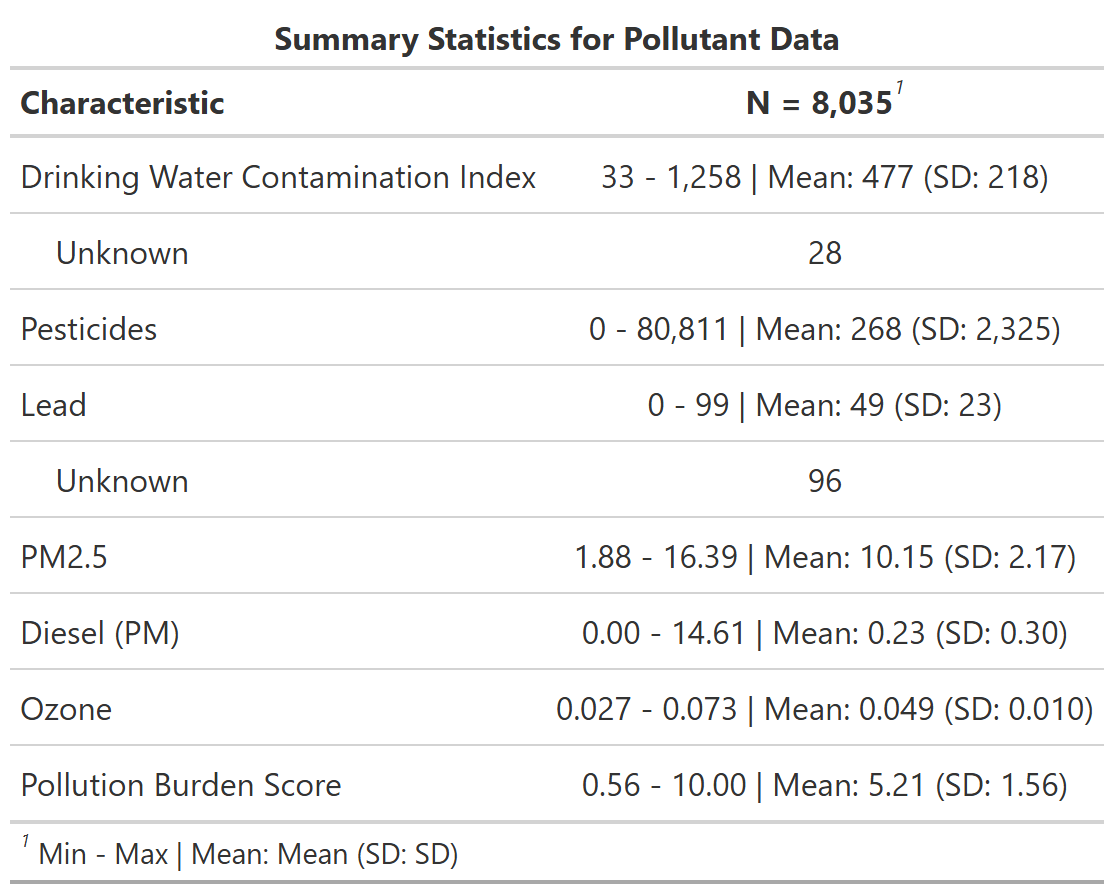 Summary Statistics for Pollutant Data
Characteristic N = 8,035¹
Drinking Water Contamination Index 33 - 1,258 | Mean: 477 (SD: 218)
Unknown 28
Pesticides 0 - 80,811 | Mean: 268 (SD: 2,325)
Lead 0 - 99 | Mean: 49 (SD: 23)
Unknown 96
PM2.5 1.88 - 16.39 | Mean: 10.15 (SD: 2.17)
Diesel (PM) 0.00 - 14.61 | Mean: 0.23 (SD: 0.30)
Ozone 0.027 - 0.073 | Mean: 0.049 (SD: 0.010)
Pollution Burden Score 0.56 - 10.00 | Mean: 5.21 (SD: 1.56)
¹ Min - Max | Mean: Mean (SD: SD)